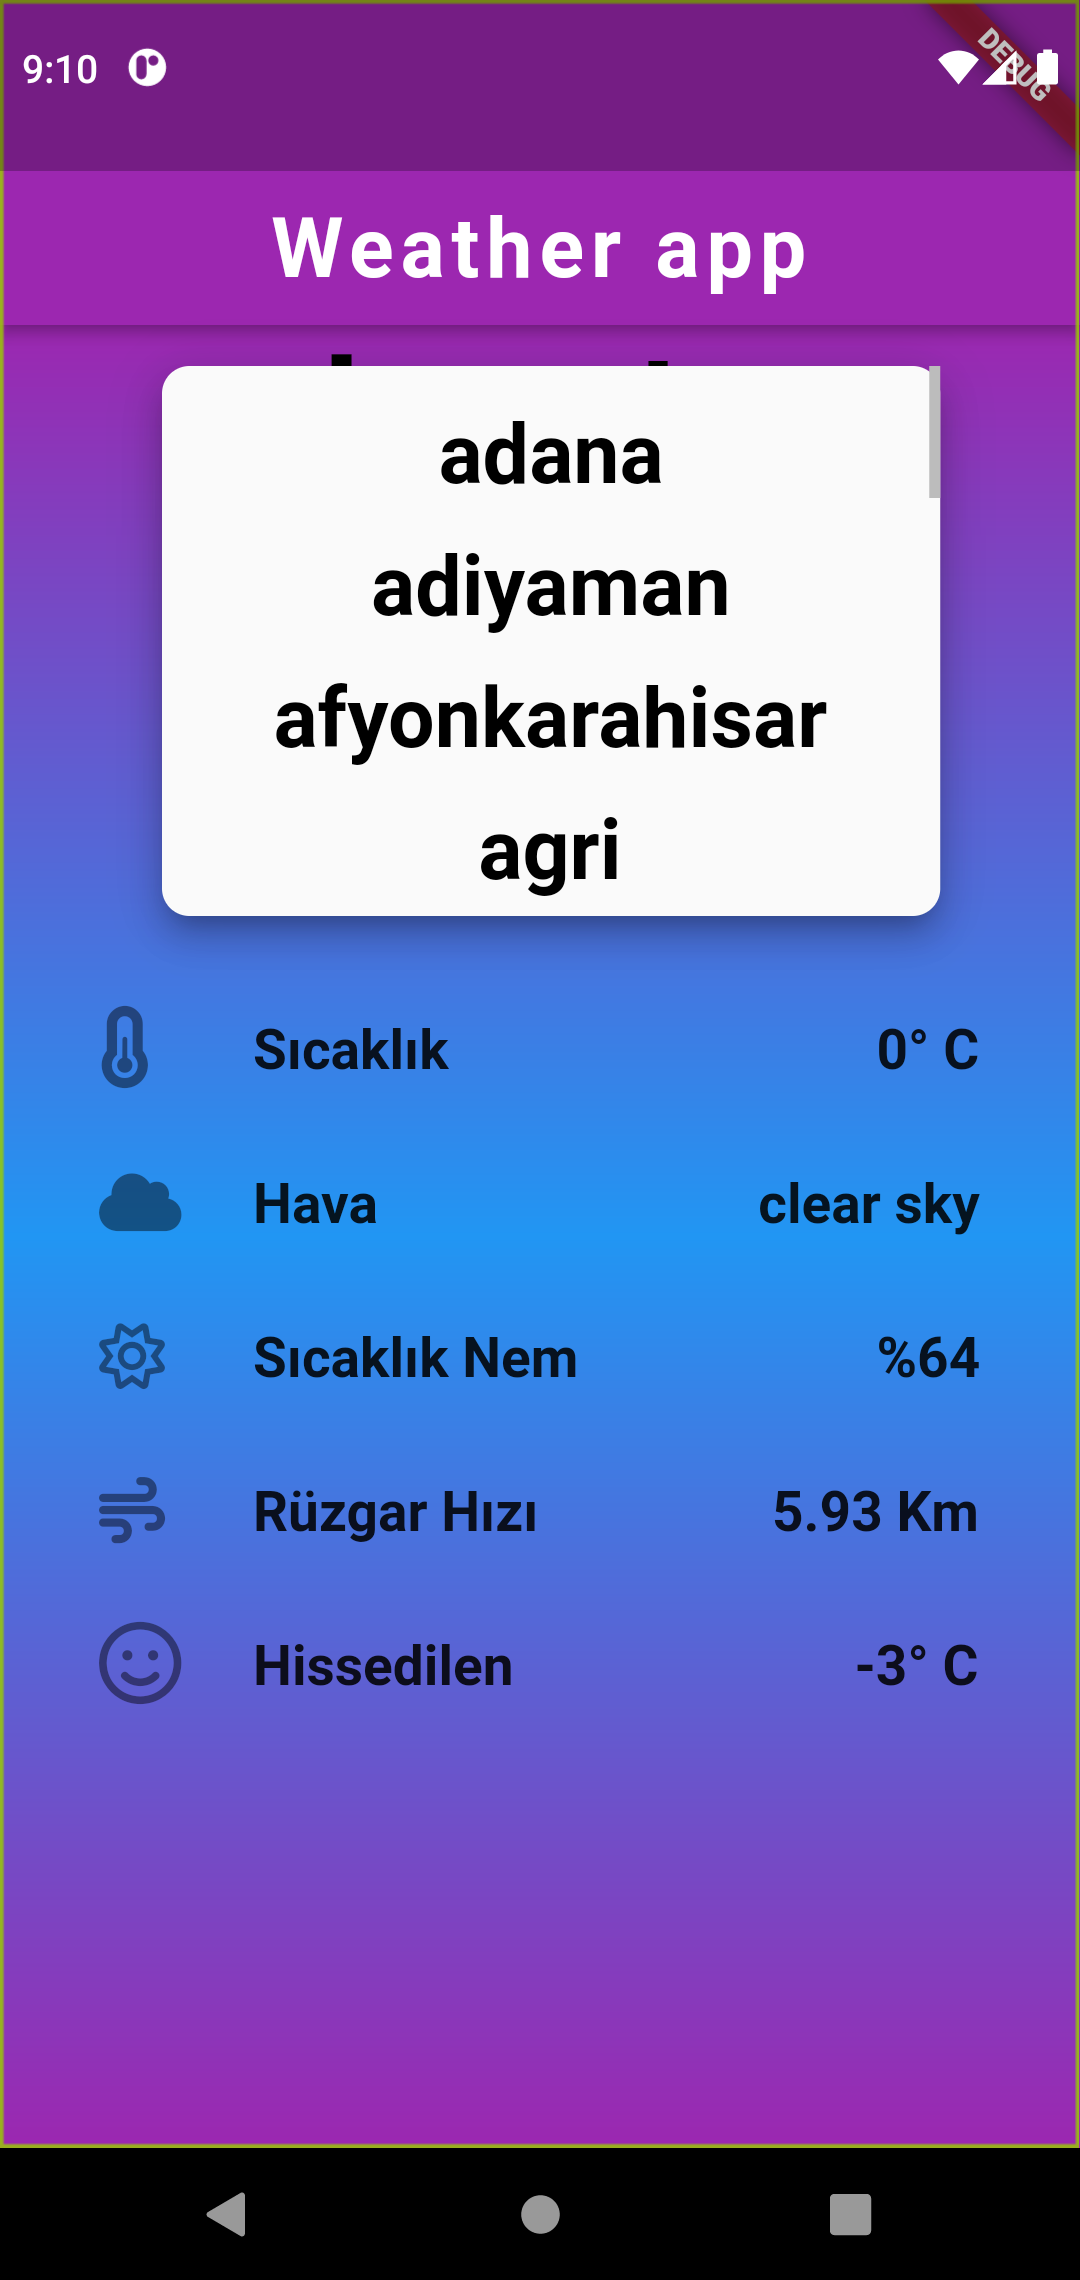 9:10
DEBUG
Weather app
adana
adiyaman
afyonkarahisar
agri
Sıcaklık 0° C
Hava clear sky
Sıcaklık Nem %64
Rüzgar Hızı 5.93 Km
Hissedilen -3° C